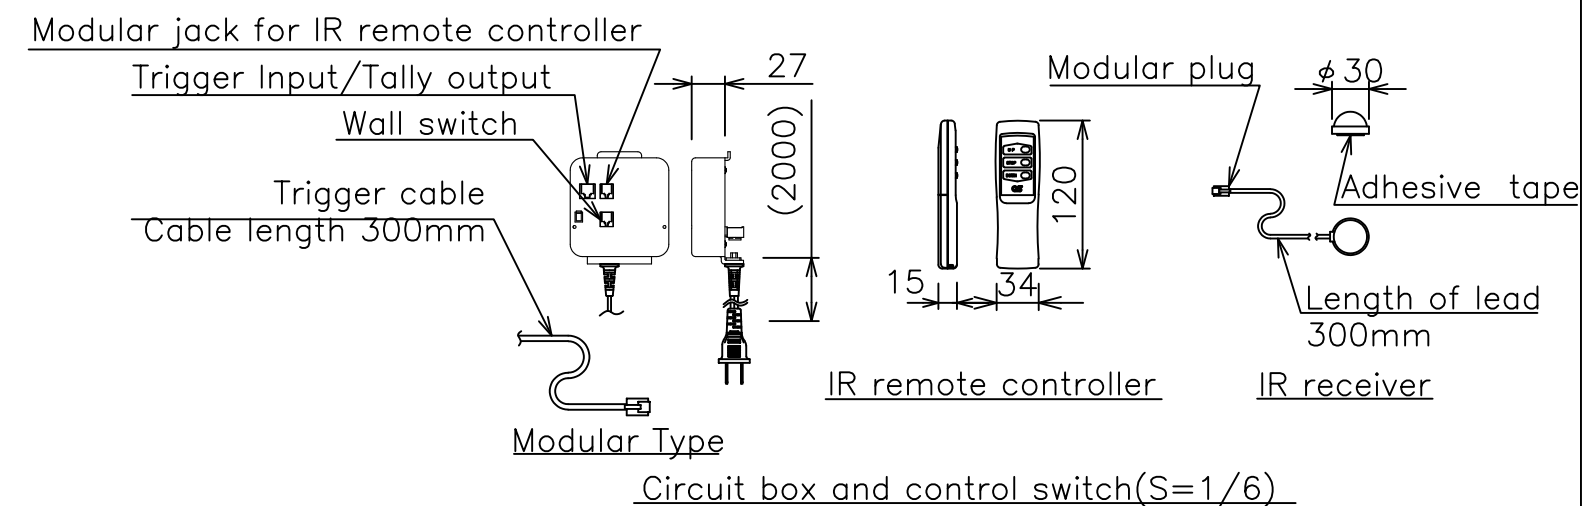 Modular jack for IR remote controller
Trigger Input/Tally output
Wall switch
Trigger cable
Cable length 300mm
Modular Type
27
(2000)
15
34
120
IR remote controller
Modular plug
φ30
Adhesive tape
Length of lead
300mm
IR receiver
Circuit box and control switch(S=1/6)